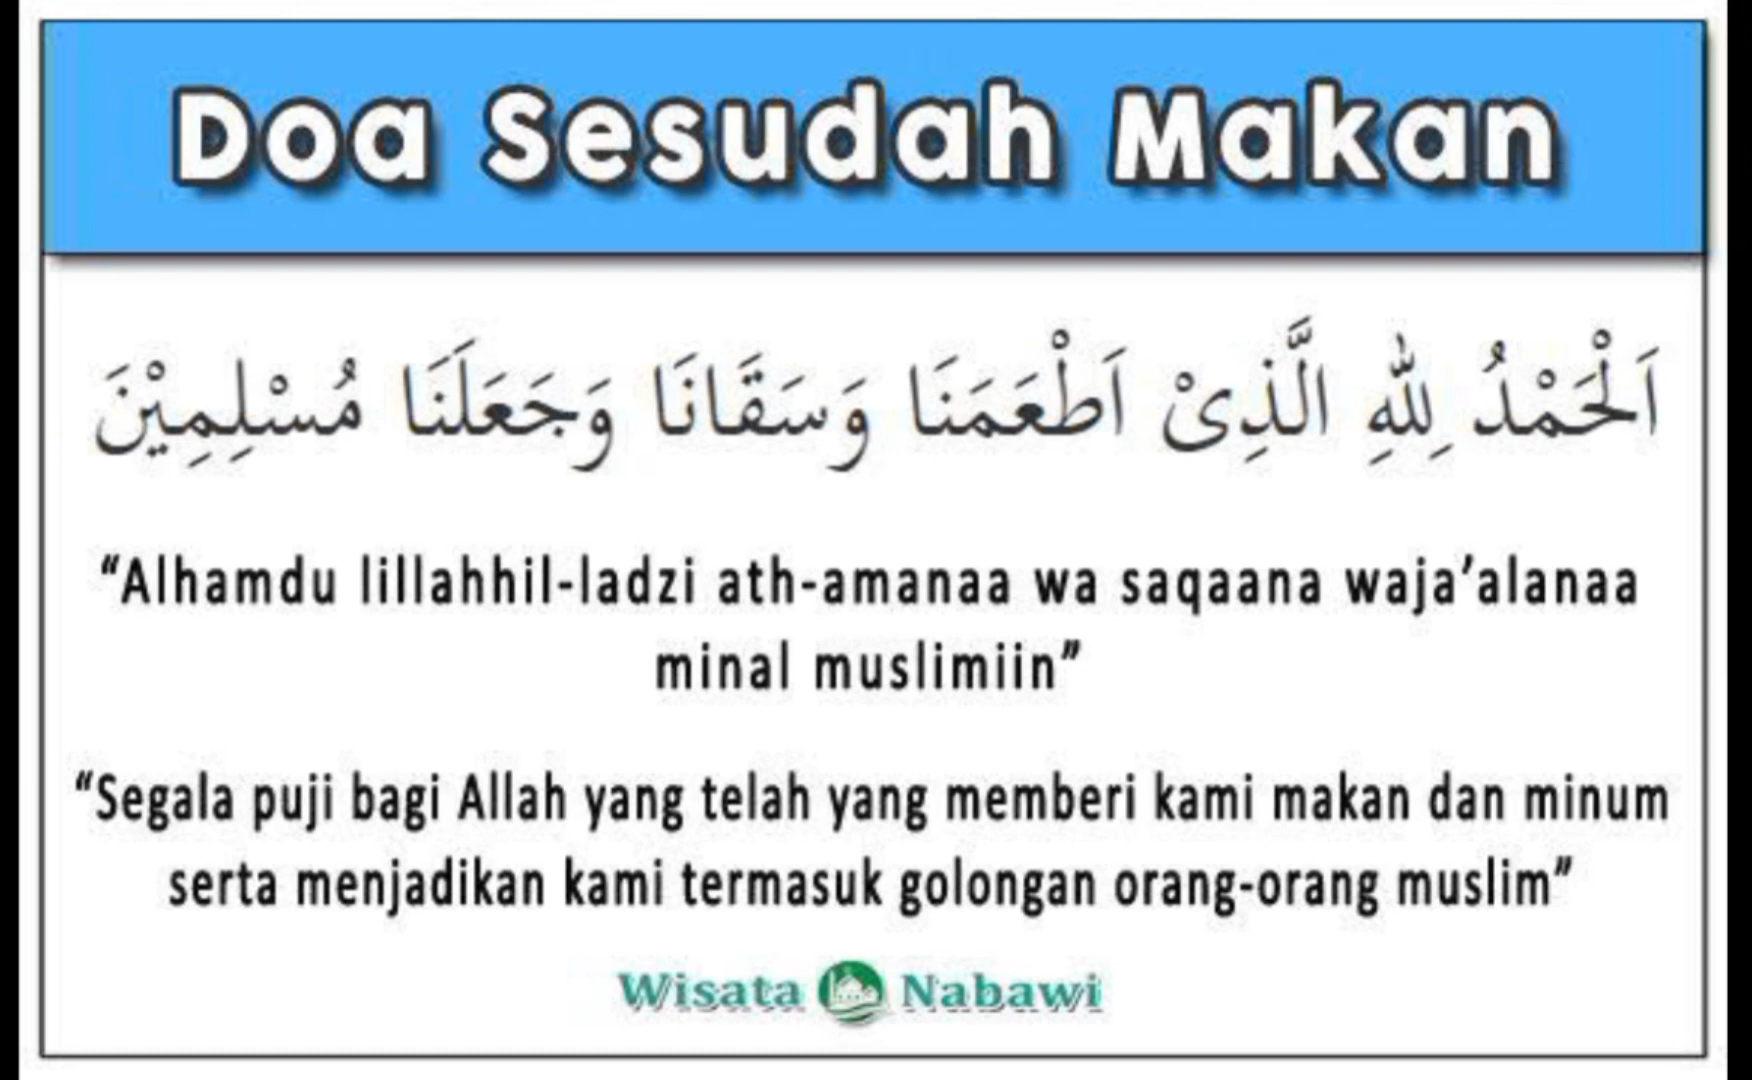 Doa Sesudah Makan
اَلْحَمْدُ لِلّٰهِ الَّذِىْ اَطْعَمَنَا وَسَقَانَا وَجَعَلَنَا مُسْلِمِيْنَ
“Alhamdu lillahhil-ladzi ath-amanaa wa saqaana waja’alanaa
minal muslimiin”
“Segala puji bagi Allah yang telah yang memberi kami makan dan minum
serta menjadikan kami termasuk golongan orang-orang muslim”
Wisata Nabawi